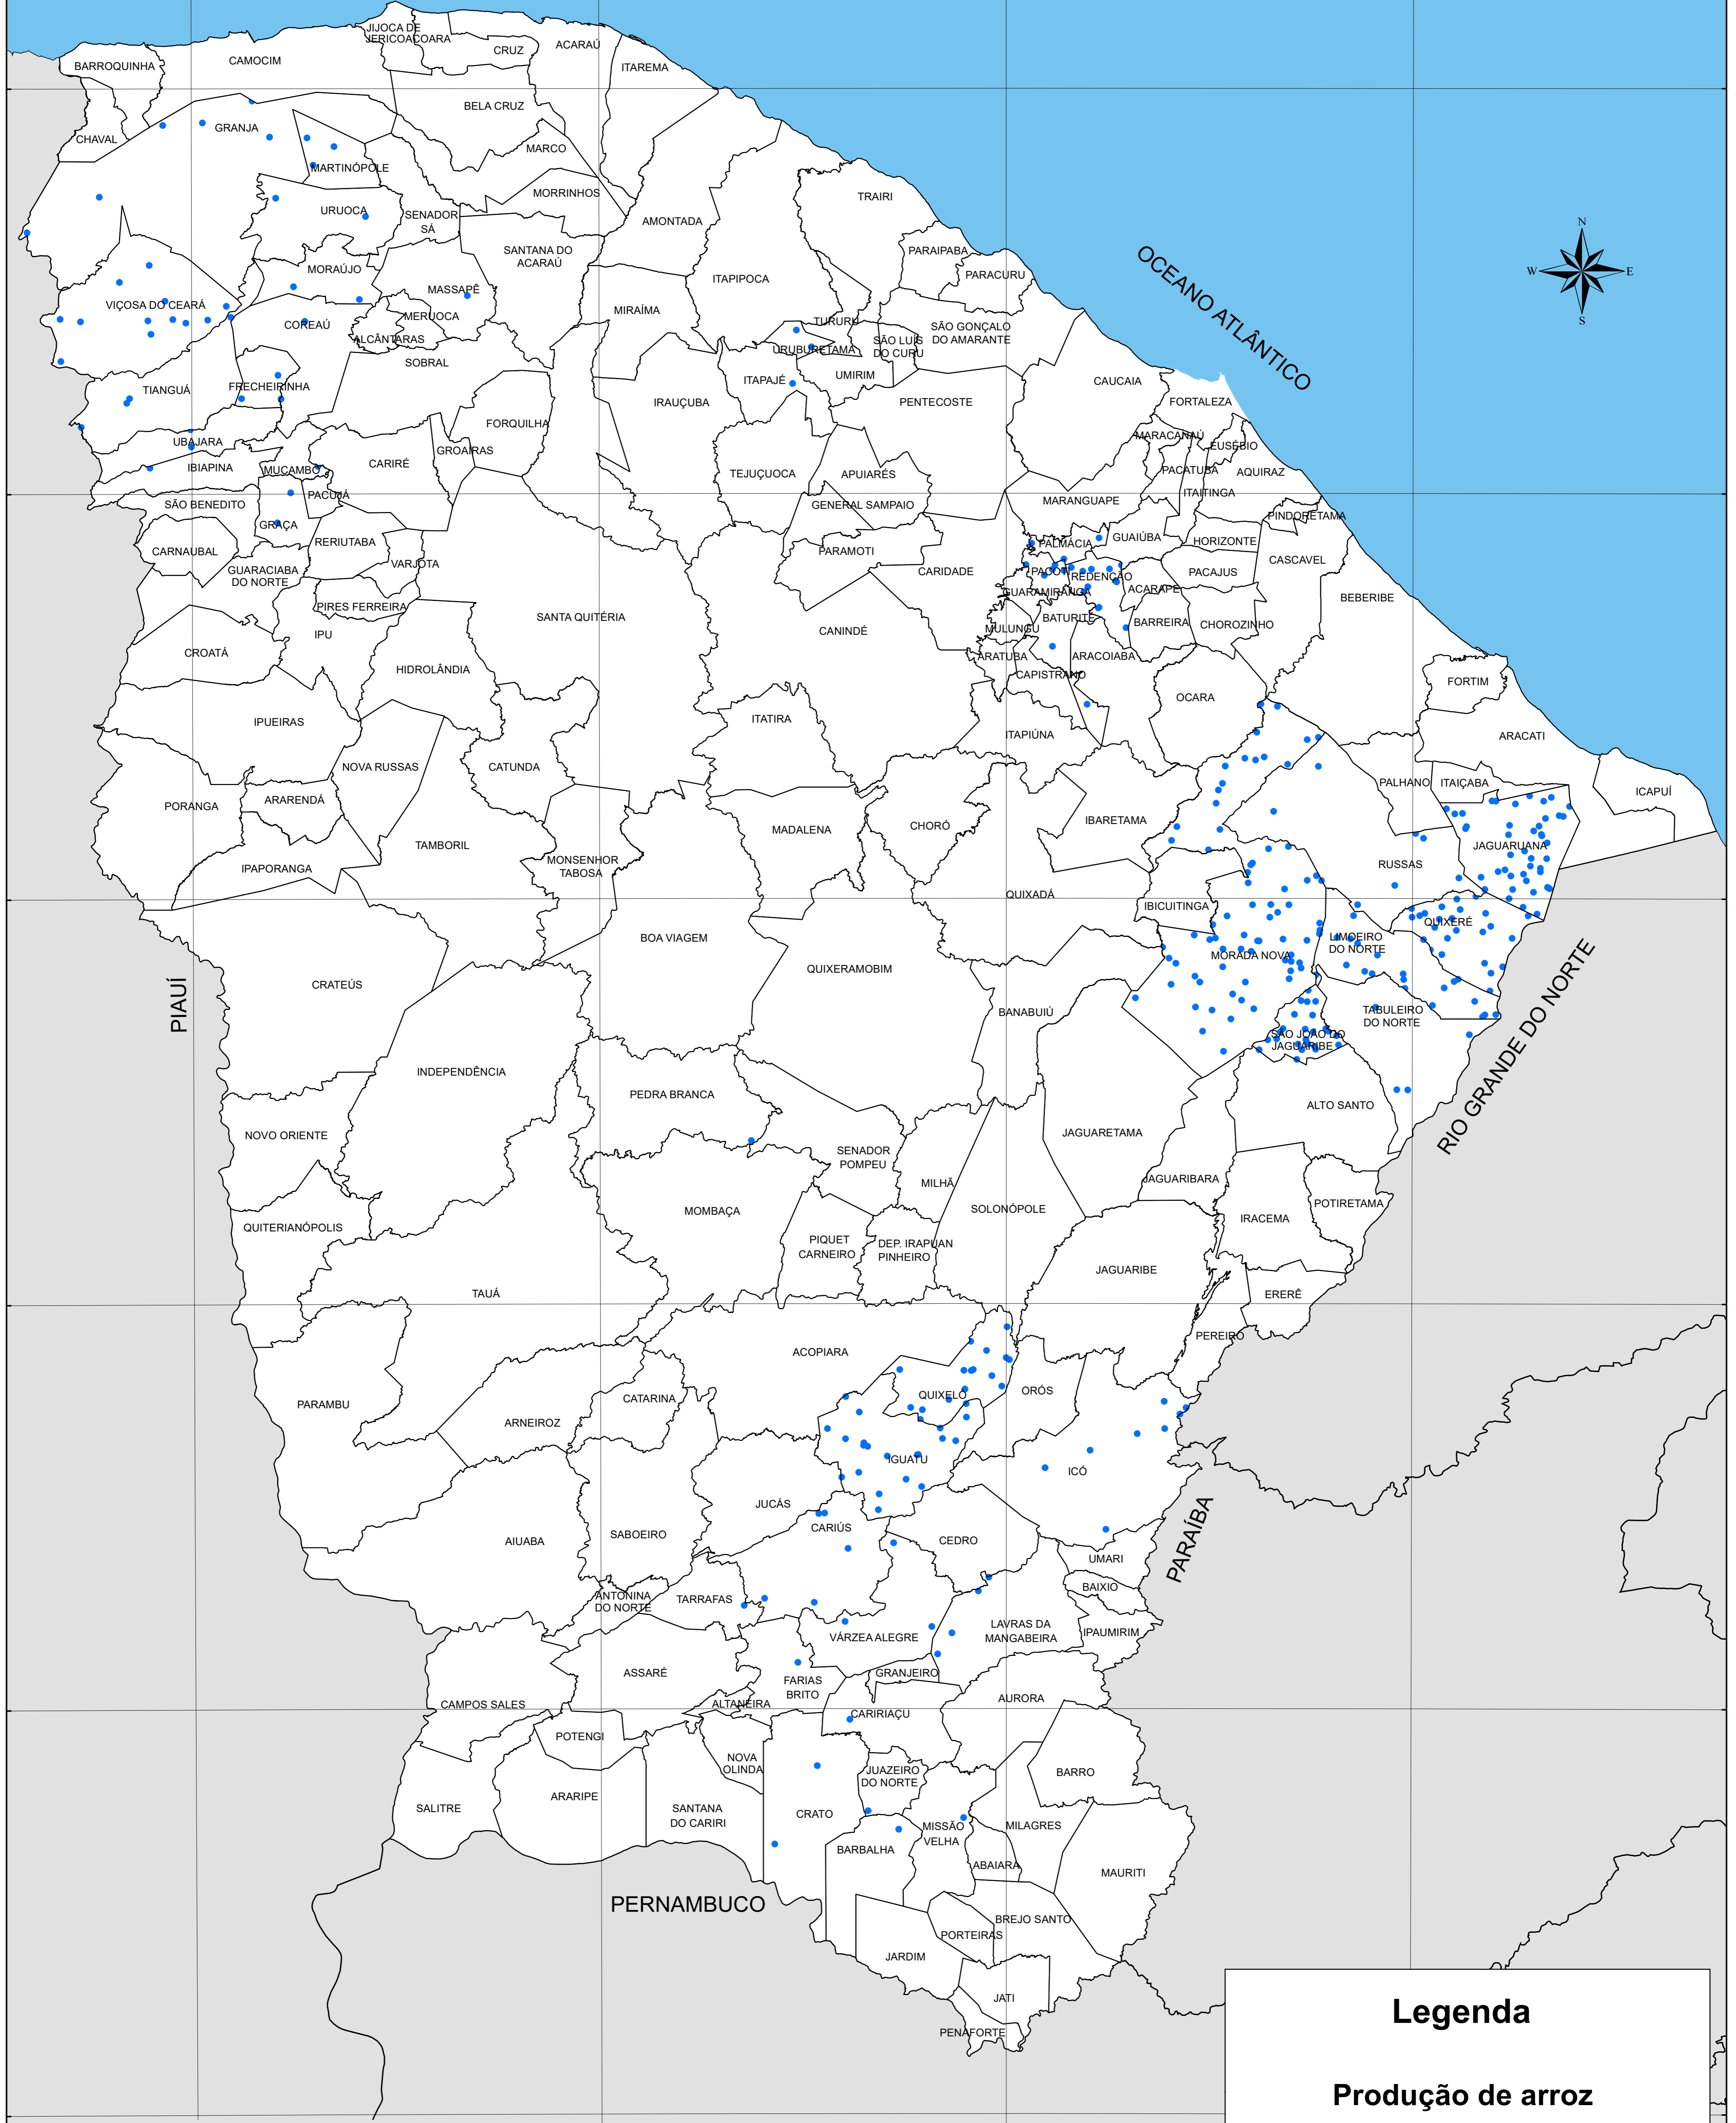 JIJOCA DE
JERICOACOARA
CRUZ
ACARAÚ
ITAREMA
BARROQUINHA
CAMOCIM
BELA CRUZ
CHAVAL
GRANJA
MARCO
MARTINÓPOLE
MORRINHOS
TRAIRI
URUOCA
SENADOR
SÁ
AMONTADA
N
W
E
S
SANTANA DO
ACARAÚ
PARAIPABA
PARACURU
OCEANO ATLÂNTICO
MORAÚJO
ITAPIPOCA
MASSAPÊ
VIÇOSA DO CEARÁ
MIRAÍMA
MERUOCA
COREAÚ
ALCÂNTARAS
TURURU
SÃO GONÇALO
DO AMARANTE
SÃO LUÍS
DO CURU
URUBURETAMA
SOBRAL
UMIRIM
ITAPAJÉ
CAUCAIA
TIANGUÁ
FRECHEIRINHA
IRAUÇUBA
PENTECOSTE
FORTALEZA
FORQUILHA
UBAJARA
GROAÍRAS
MARACANAÚ
EUSÉBIO
IBIAPINA
MUCAMBO
CARIRÉ
TEJUÇUOCA
APUIARÉS
PACATUBA
AQUIRAZ
SÃO BENEDITO
PACUJÁ
GENERAL SAMPAIO
MARANGUAPE
ITAITINGA
PINDORETAMA
GRAÇA
RERIUTABA
CARNAUBAL
PARAMOTI
PALMÁCIA
GUAIÚBA
HORIZONTE
CASCAVEL
GUARACIABA
DO NORTE
VARJOTA
CARIDADE
PACOTI
REDENÇÃO
PACAJUS
GUARAMIRANGA
ACARAPE
BEBERIBE
PIRES FERREIRA
SANTA QUITÉRIA
BATURITÉ
IPU
CANINDÉ
MULUNGU
BARREIRA
CHOROZINHO
CROATÁ
ARATUBA
ARACOIABA
HIDROLÂNDIA
CAPISTRANO
OCARA
FORTIM
IPUEIRAS
ITATIRA
ITAPIÚNA
ARACATI
NOVA RUSSAS
CATUNDA
PALHANO
ITAIÇABA
ICAPUÍ
PORANGA
ARARENDÁ
MADALENA
CHORÓ
IBARETAMA
TAMBORIL
JAGUARUANA
IPAPORANGA
MONSENHOR
TABOSA
RUSSAS
QUIXADÁ
IBICUITINGA
QUIXERÉ
BOA VIAGEM
LIMOEIRO
DO NORTE
MORADA NOVA
QUIXERAMOBIM
CRATEÚS
PIAUÍ
BANABUIÚ
TABULEIRO
DO NORTE
SÃO JOÃO DO
JAGUARIBE
RIO GRANDE DO NORTE
INDEPENDÊNCIA
PEDRA BRANCA
ALTO SANTO
NOVO ORIENTE
SENADOR
POMPEU
JAGUARETAMA
MILHÃ
JAGUARIBARA
POTIRETAMA
QUITERIANÓPOLIS
MOMBAÇA
SOLONÓPOLE
IRACEMA
PIQUET
CARNEIRO
DEP. IRAPUAN
PINHEIRO
JAGUARIBE
TAUÁ
ERERÊ
PEREIRO
ACOPIARA
PARAMBU
CATARINA
QUIXELÔ
ORÓS
ARNEIROZ
IGUATU
ICÓ
JUCÁS
CARIÚS
SABOEIRO
AIUABA
CEDRO
PARAÍBA
UMARI
BAIXIO
ANTONINA
DO NORTE
TARRAFAS
LAVRAS DA
MANGABEIRA
IPAUMIRIM
VÁRZEA ALEGRE
ASSARÉ
GRANJEIRO
FARIAS
BRITO
CAMPOS SALES
ALTANEIRA
AURORA
CARIRIAÇU
POTENGI
NOVA
OLINDA
JUAZEIRO
DO NORTE
BARRO
ARARIPE
SALITRE
SANTANA
DO CARIRI
CRATO
MISSÃO
VELHA
MILAGRES
BARBALHA
ABAIARA
MAURITI
PERNAMBUCO
BREJO SANTO
PORTEIRAS
JARDIM
JATI
PENAFORTE
Legenda
Produção de arroz